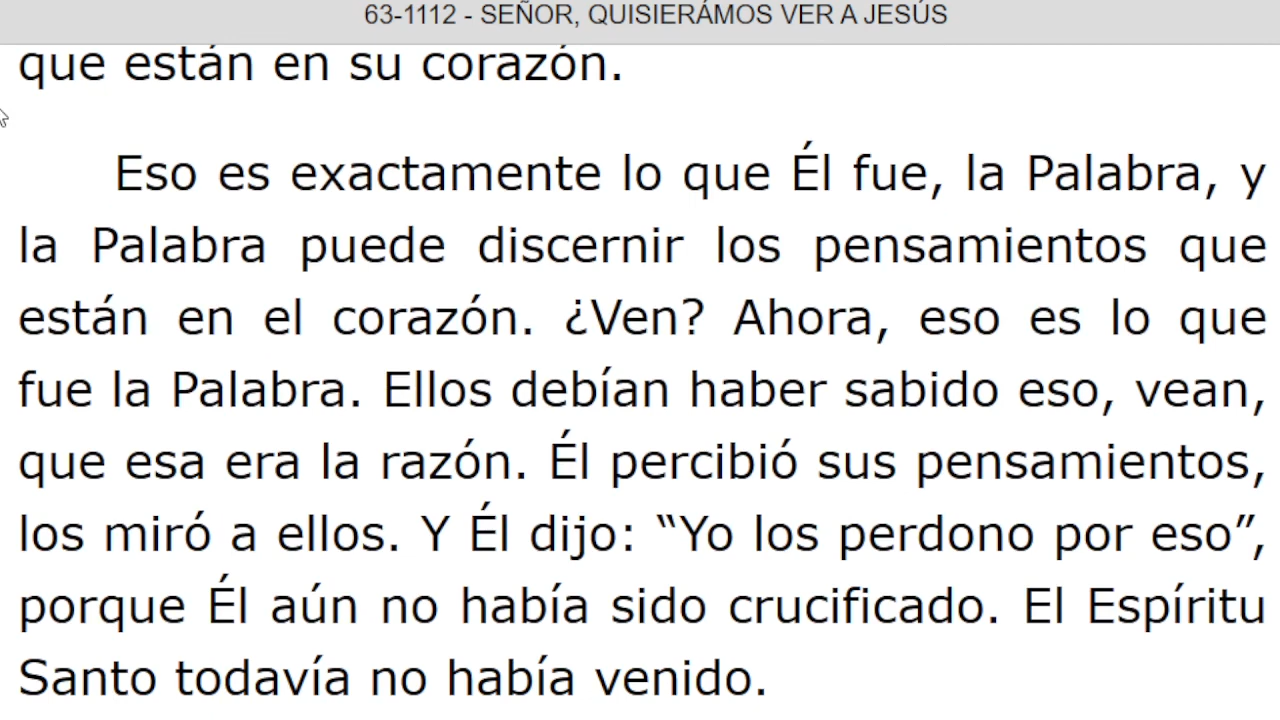 63-1112 - SEÑOR, QUISIERÁMOS VER A JESÚS
que están en su corazón.
Eso es exactamente lo que Él fue, la Palabra, y
la Palabra puede discernir los pensamientos que
están en el corazón. ¿Ven? Ahora, eso es lo que
fue la Palabra. Ellos debían haber sabido eso, vean,
que esa era la razón. Él percibió sus pensamientos,
los miró a ellos. Y Él dijo: “Yo los perdono por eso”,
porque Él aún no había sido crucificado. El Espíritu
Santo todavía no había venido.